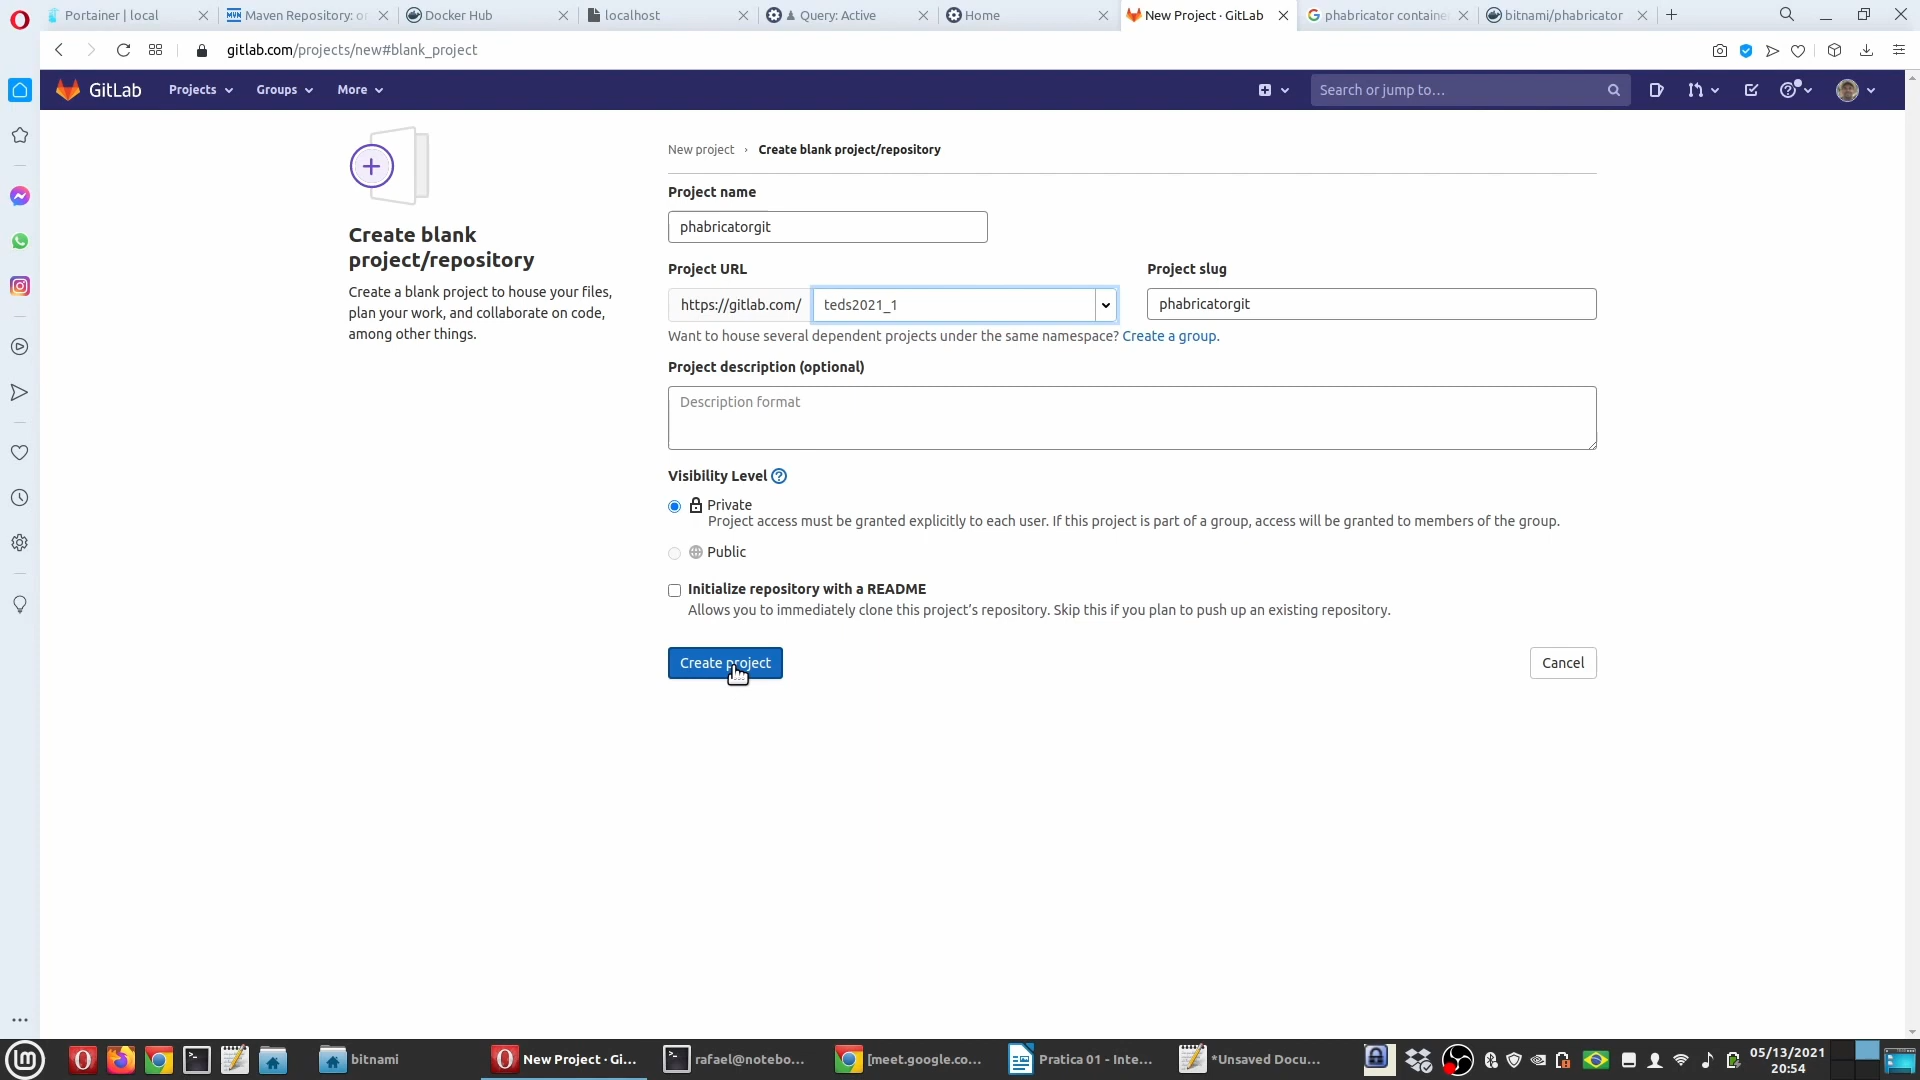 Portainer | local
Maven Repository: o
Docker Hub
localhost
Query: Active
Home
New Project · GitLab
phabricator containe
bitnami/phabricator
gitlab.com/projects/new#blank_project
GitLab
Projects
Groups
More
Search or jump to...
New project › Create blank project/repository
Create blank
project/repository
Create a blank project to house your files,
plan your work, and collaborate on code,
among other things.
Project name
phabricatorgit
Project URL
Project slug
https://gitlab.com/
teds2021_1
phabricatorgit
Want to house several dependent projects under the same namespace? Create a group.
Project description (optional)
Description format
Visibility Level
Private
Project access must be granted explicitly to each user. If this project is part of a group, access will be granted to members of the group.
Public
Initialize repository with a README
Allows you to immediately clone this project's repository. Skip this if you plan to push up an existing repository.
Create project
Cancel
bitnami
New Project · Gi...
rafael@notebo...
[meet.google.co...
Pratica 01 - Inte...
*Unsaved Docu...
05/13/2021
20:54